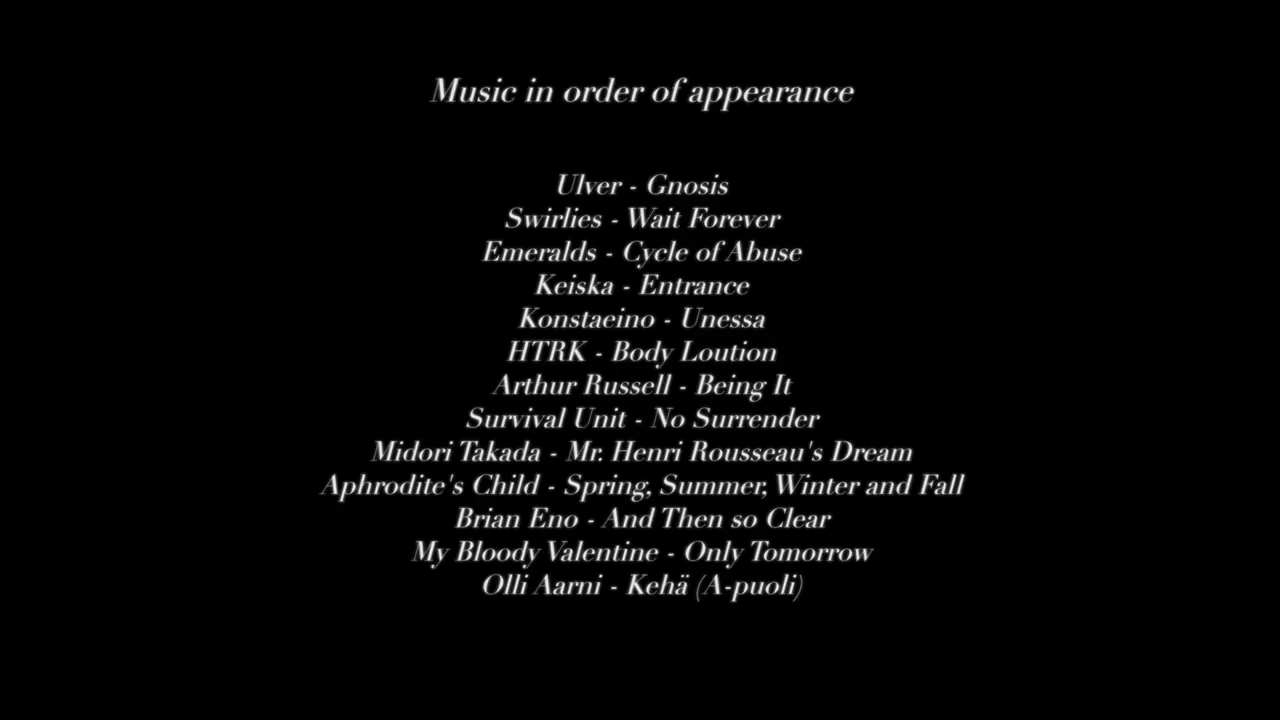 Music in order of appearance
Ulver - Gnosis
Swirlies - Wait Forever
Emeralds - Cycle of Abuse
Keiska - Entrance
Konstaeino - Unessa
HTRK - Body Loution
Arthur Russell - Being It
Survival Unit - No Surrender
Midori Takada - Mr. Henri Rousseau's Dream
Aphrodite's Child - Spring, Summer, Winter and Fall
Brian Eno - And Then so Clear
My Bloody Valentine - Only Tomorrow
Olli Aarni - Kehä (A-puoli)